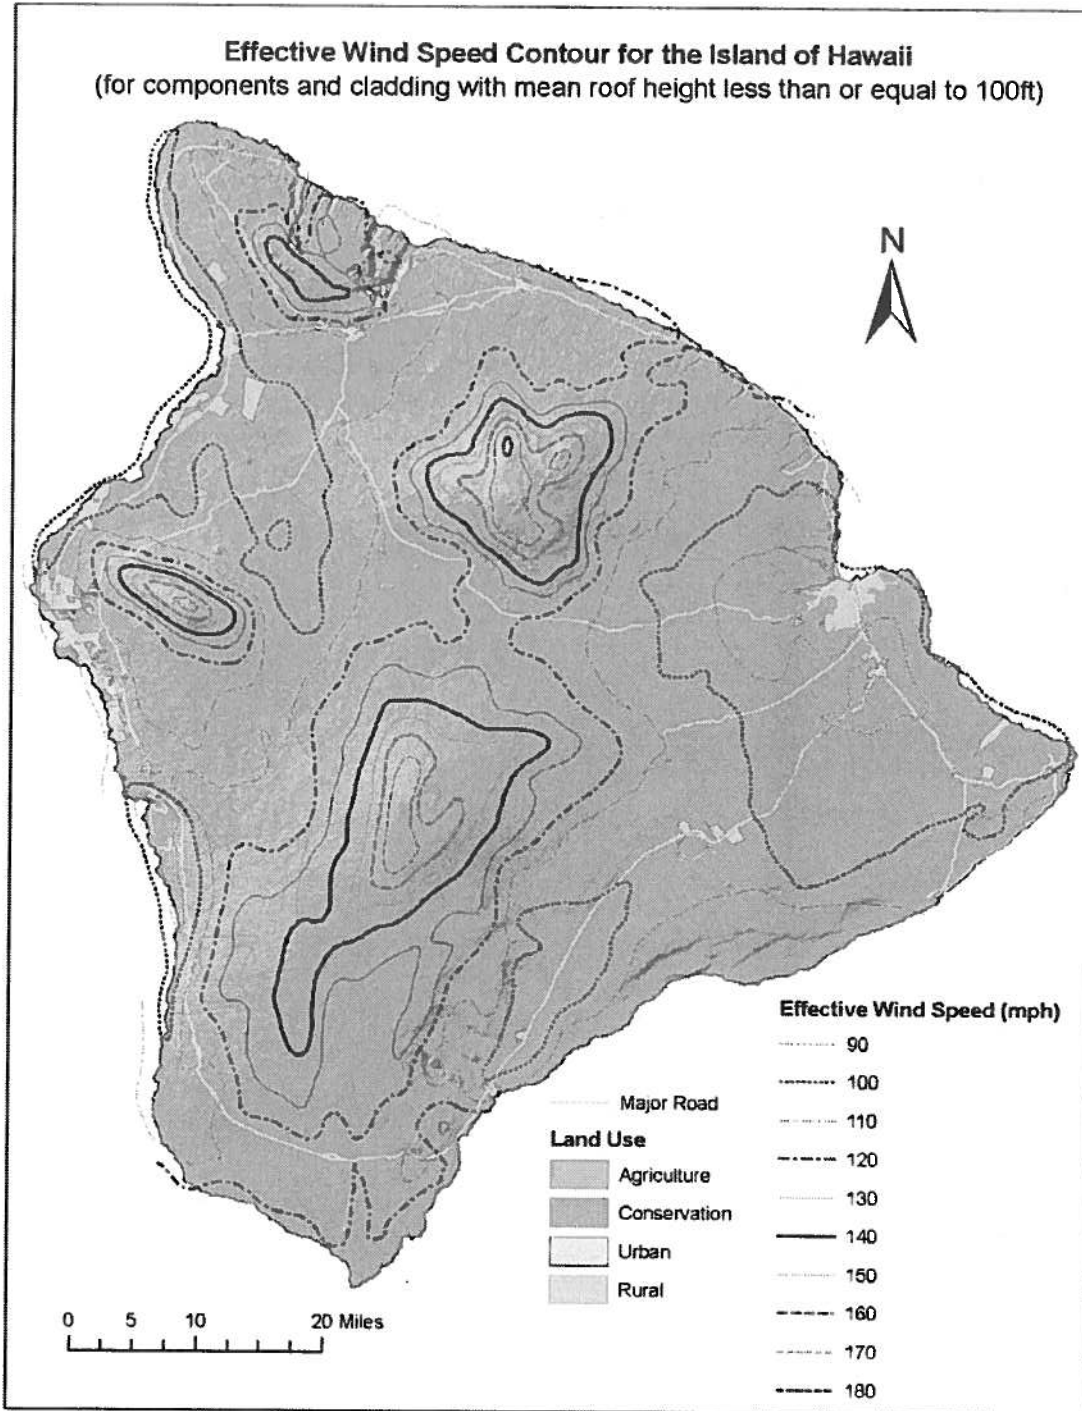 Effective Wind Speed Contour for the Island of Hawaii
(for components and cladding with mean roof height less than or equal to 100ft)
N
Effective Wind Speed (mph)
90
100
110
120
130
140
150
160
170
180
Major Road
Land Use
Agriculture
Conservation
Urban
Rural
0 5 10 20 Miles